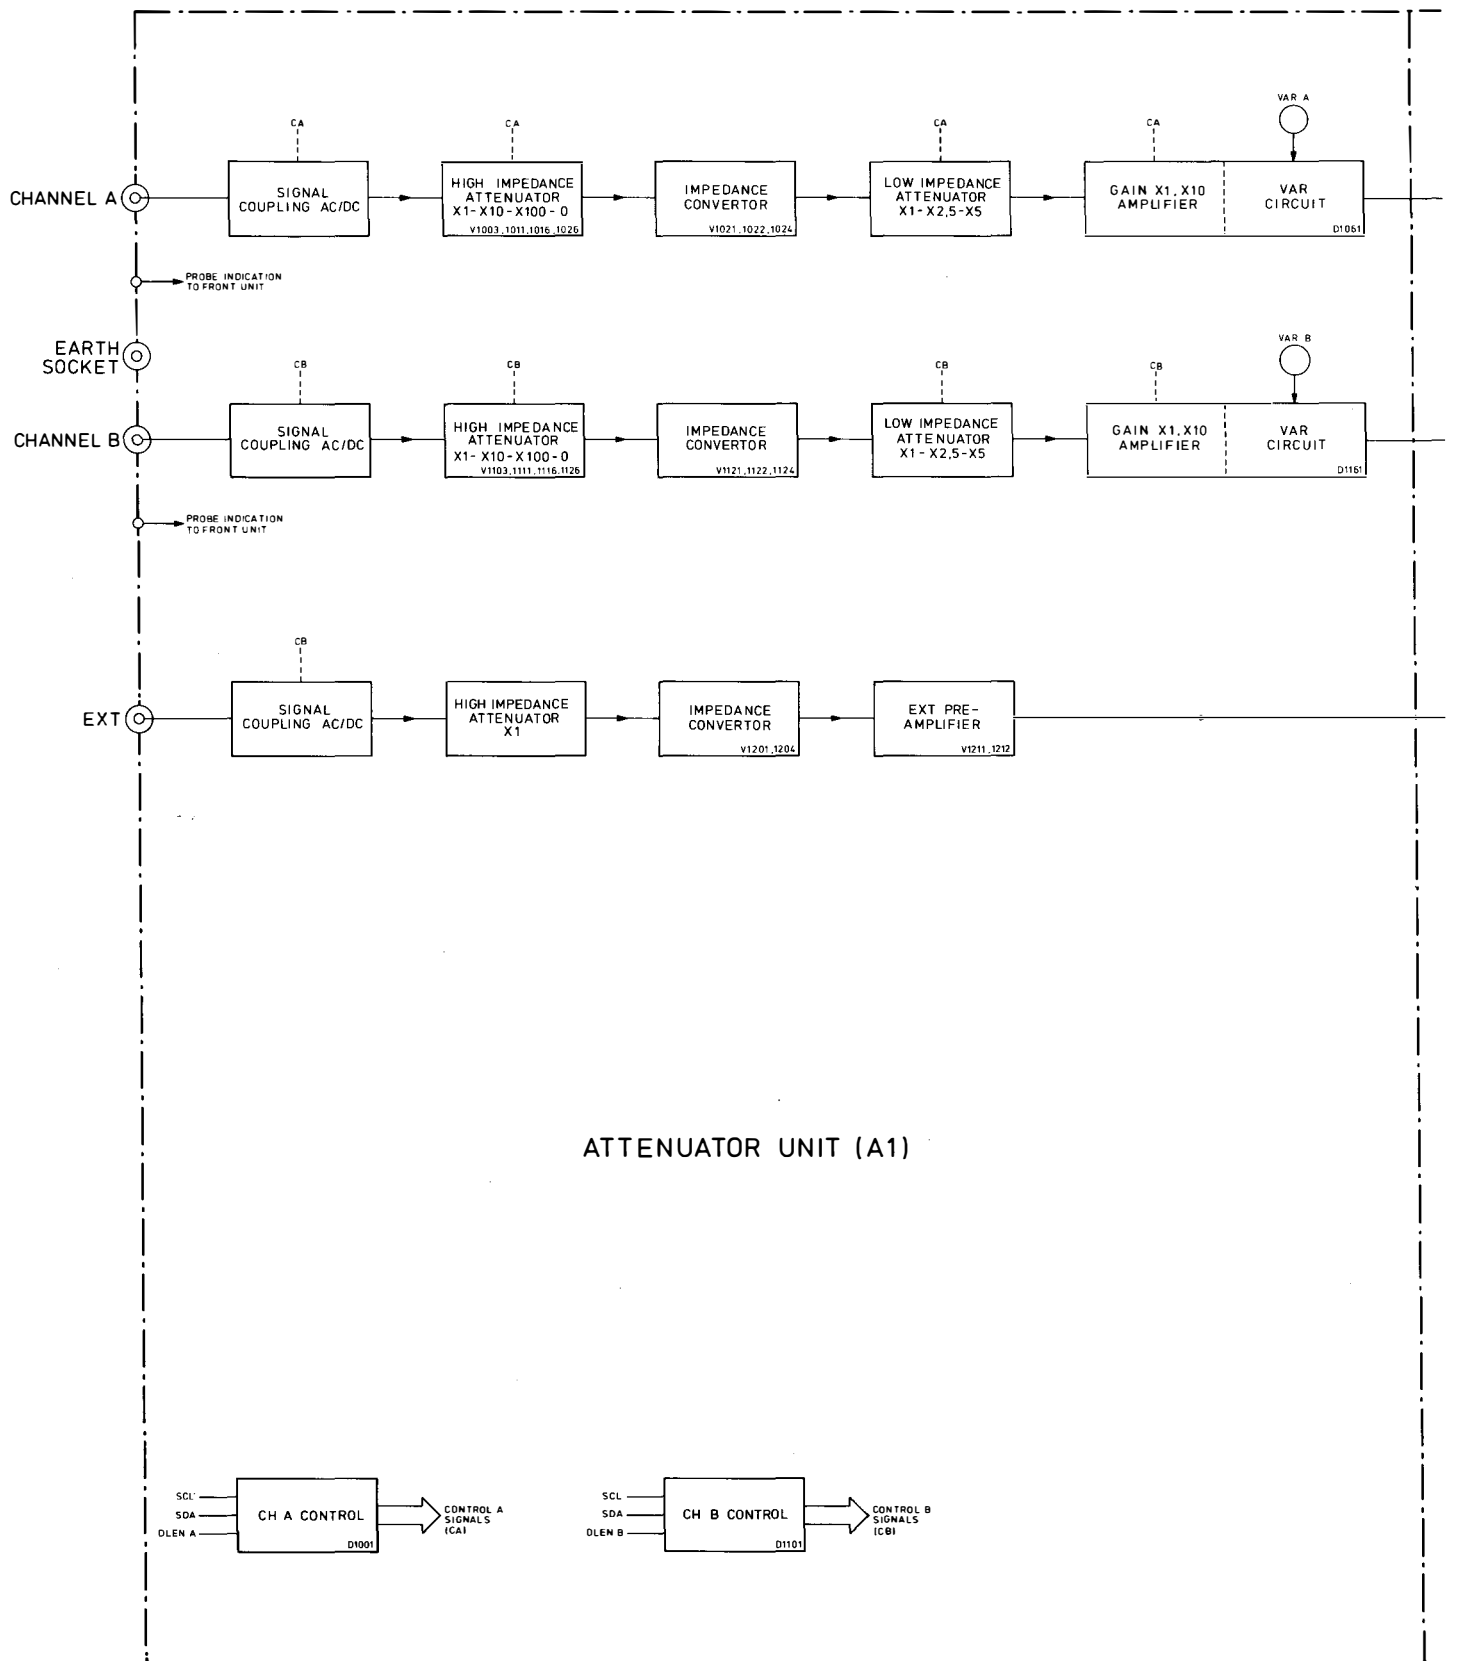 VAR A
CA
CA
CA
CA
CHANNEL A
SIGNAL
COUPLING AC/DC
HIGH IMPEDANCE
ATTENUATOR
X1-X10-X100-0
V1003,1011,1016,1026
IMPEDANCE
CONVERTOR
V1021,1022,1024
LOW IMPEDANCE
ATTENUATOR
X1-X2,5-X5
GAIN X1,X10
AMPLIFIER
VAR
CIRCUIT
D1061
PROBE INDICATION
TO FRONT UNIT
EARTH
SOCKET
VAR B
CB
CB
CB
CB
CHANNEL B
SIGNAL
COUPLING AC/DC
HIGH IMPEDANCE
ATTENUATOR
X1-X10-X100-0
V1103,1111,1116,1126
IMPEDANCE
CONVERTOR
V1121,1122,1124
LOW IMPEDANCE
ATTENUATOR
X1-X2,5-X5
GAIN X1,X10
AMPLIFIER
VAR
CIRCUIT
D1161
PROBE INDICATION
TO FRONT UNIT
CB
EXT
SIGNAL
COUPLING AC/DC
HIGH IMPEDANCE
ATTENUATOR
X1
IMPEDANCE
CONVERTOR
V1201,1204
EXT PRE-
AMPLIFIER
V1211,1212
ATTENUATOR UNIT (A1)
SCL
SDA
DLEN A
CH A CONTROL
D1001
CONTROL A
SIGNALS
(CA)
SCL
SDA
DLEN B
CH B CONTROL
D1101
CONTROL B
SIGNALS
(CB)